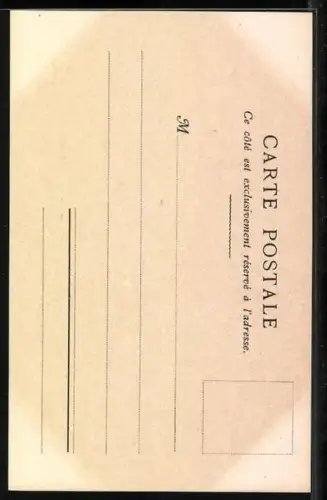 CARTE POSTALE
Ce côté est exclusivement réservé à l'adresse.
M